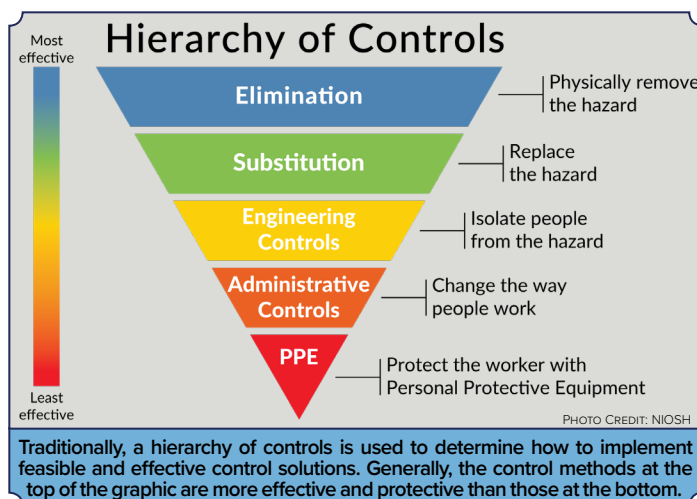 Hierarchy of Controls
Most
effective
Elimination
Physically remove
the hazard
Substitution
Replace
the hazard
Engineering
Controls
Isolate people
from the hazard
Administrative
Controls
Change the way
people work
PPE
Protect the worker with
Personal Protective Equipment
Least
effective
PHOTO CREDIT: NIOSH
Traditionally, a hierarchy of controls is used to determine how to implement
feasible and effective control solutions. Generally, the control methods at the
top of the graphic are more effective and protective than those at the bottom.